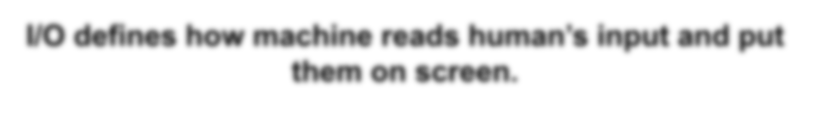 I/O defines how machine reads human's input and put
them on screen.